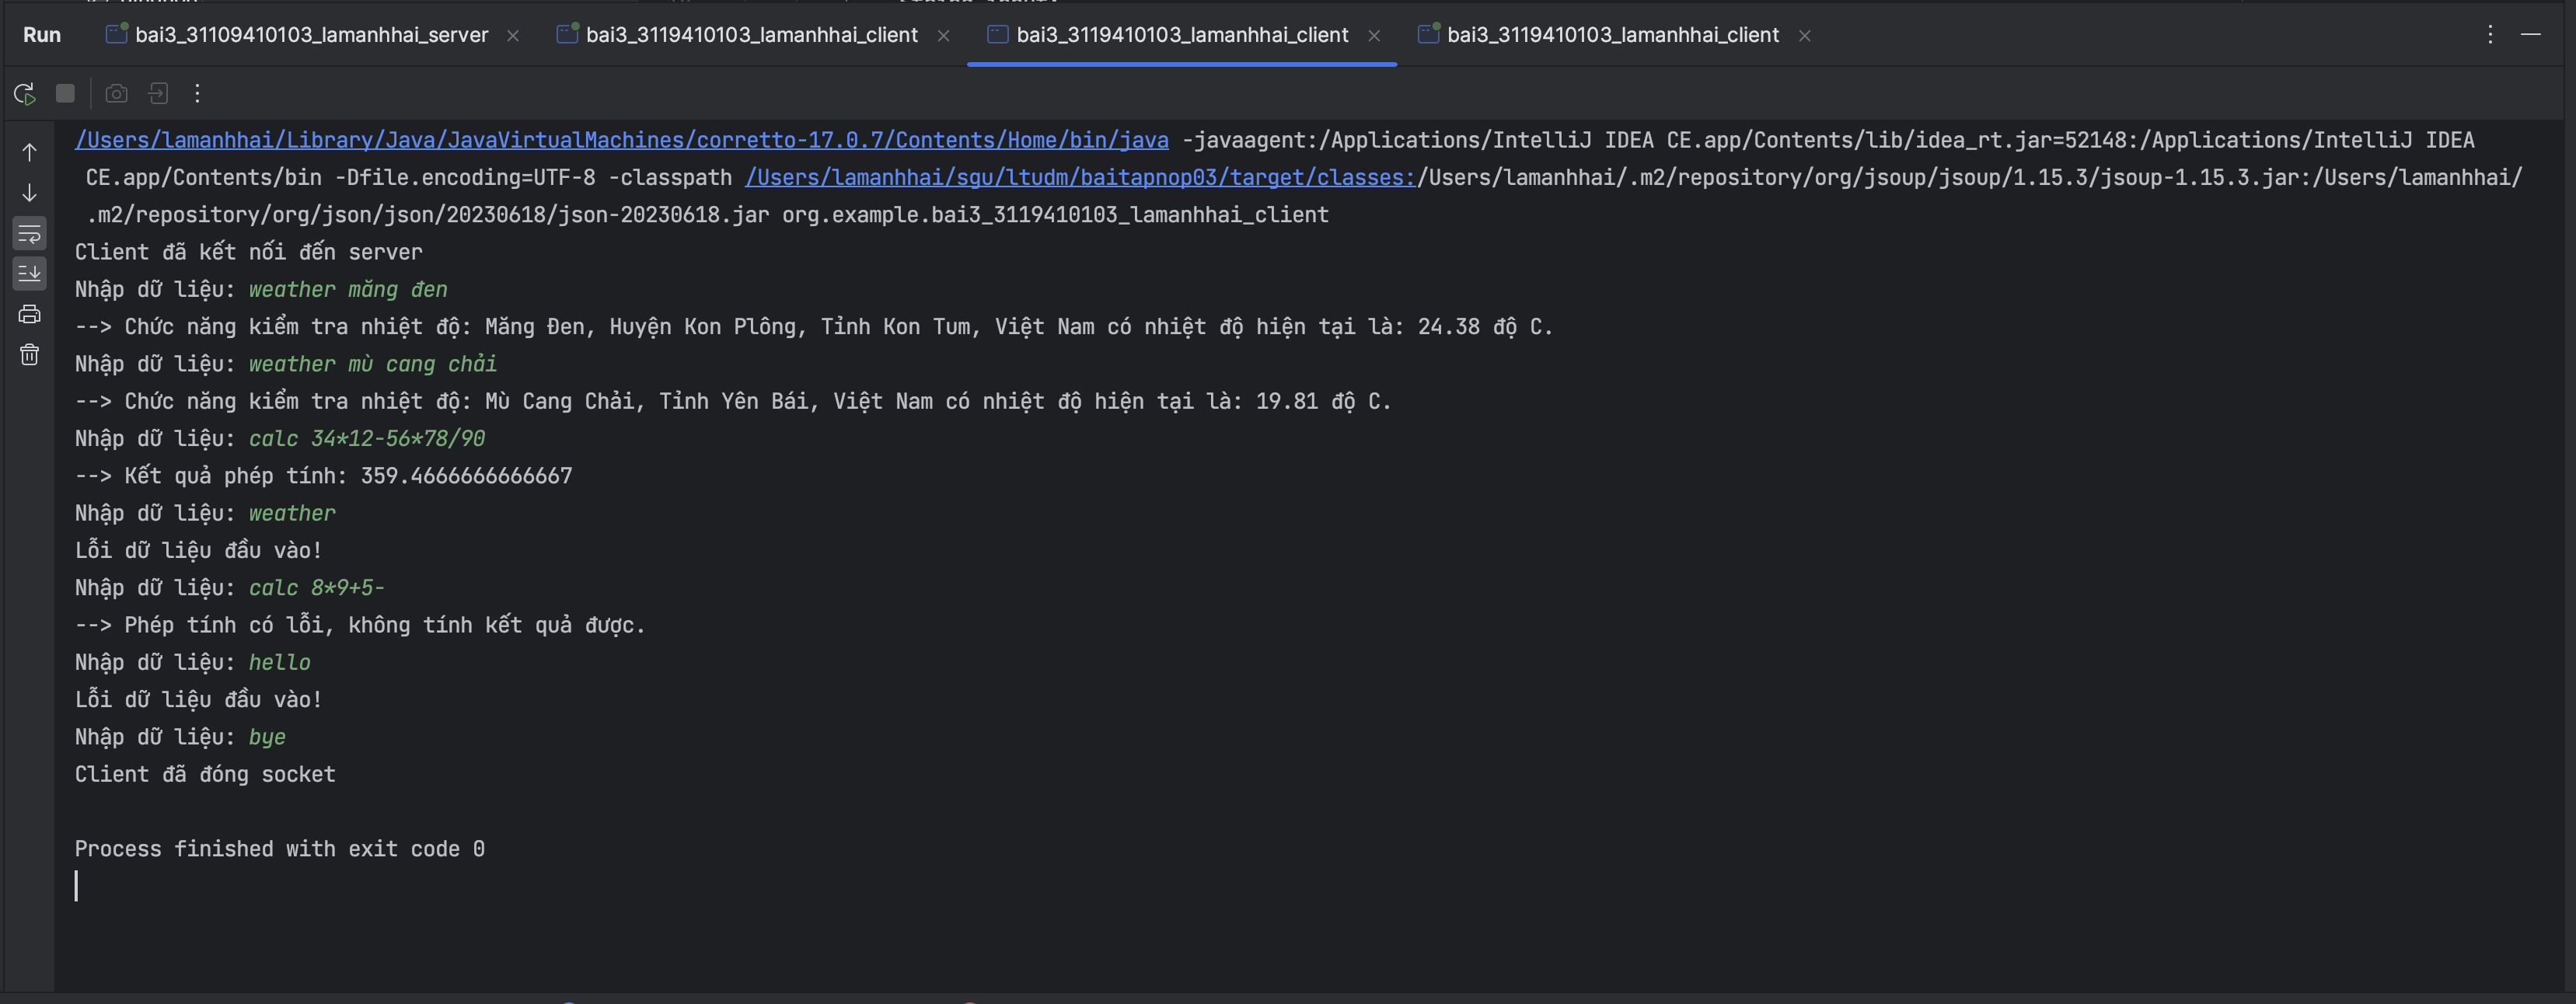 Run bai3_31109410103_lamanhhai_server bai3_3119410103_lamanhhai_client bai3_3119410103_lamanhhai_client bai3_3119410103_lamanhhai_client
/Users/lamanhhai/Library/Java/JavaVirtualMachines/corretto-17.0.7/Contents/Home/bin/java -javaagent:/Applications/IntelliJ IDEA CE.app/Contents/lib/idea_rt.jar=52148:/Applications/IntelliJ IDEA
CE.app/Contents/bin -Dfile.encoding=UTF-8 -classpath /Users/lamanhhai/sgu/ltudm/baitapnop03/target/classes:/Users/lamanhhai/.m2/repository/org/jsoup/jsoup/1.15.3/jsoup-1.15.3.jar:/Users/lamanhhai/
.m2/repository/org/json/json/20230618/json-20230618.jar org.example.bai3_3119410103_lamanhhai_client
Client đã kết nối đến server
Nhập dữ liệu: weather măng đen
--> Chức năng kiểm tra nhiệt độ: Măng Đen, Huyện Kon Plông, Tỉnh Kon Tum, Việt Nam có nhiệt độ hiện tại là: 24.38 độ C.
Nhập dữ liệu: weather mù cang chải
--> Chức năng kiểm tra nhiệt độ: Mù Cang Chải, Tỉnh Yên Bái, Việt Nam có nhiệt độ hiện tại là: 19.81 độ C.
Nhập dữ liệu: calc 34*12-56*78/90
--> Kết quả phép tính: 359.4666666666667
Nhập dữ liệu: weather
Lỗi dữ liệu đầu vào!
Nhập dữ liệu: calc 8*9+5-
--> Phép tính có lỗi, không tính kết quả được.
Nhập dữ liệu: hello
Lỗi dữ liệu đầu vào!
Nhập dữ liệu: bye
Client đã đóng socket
Process finished with exit code 0